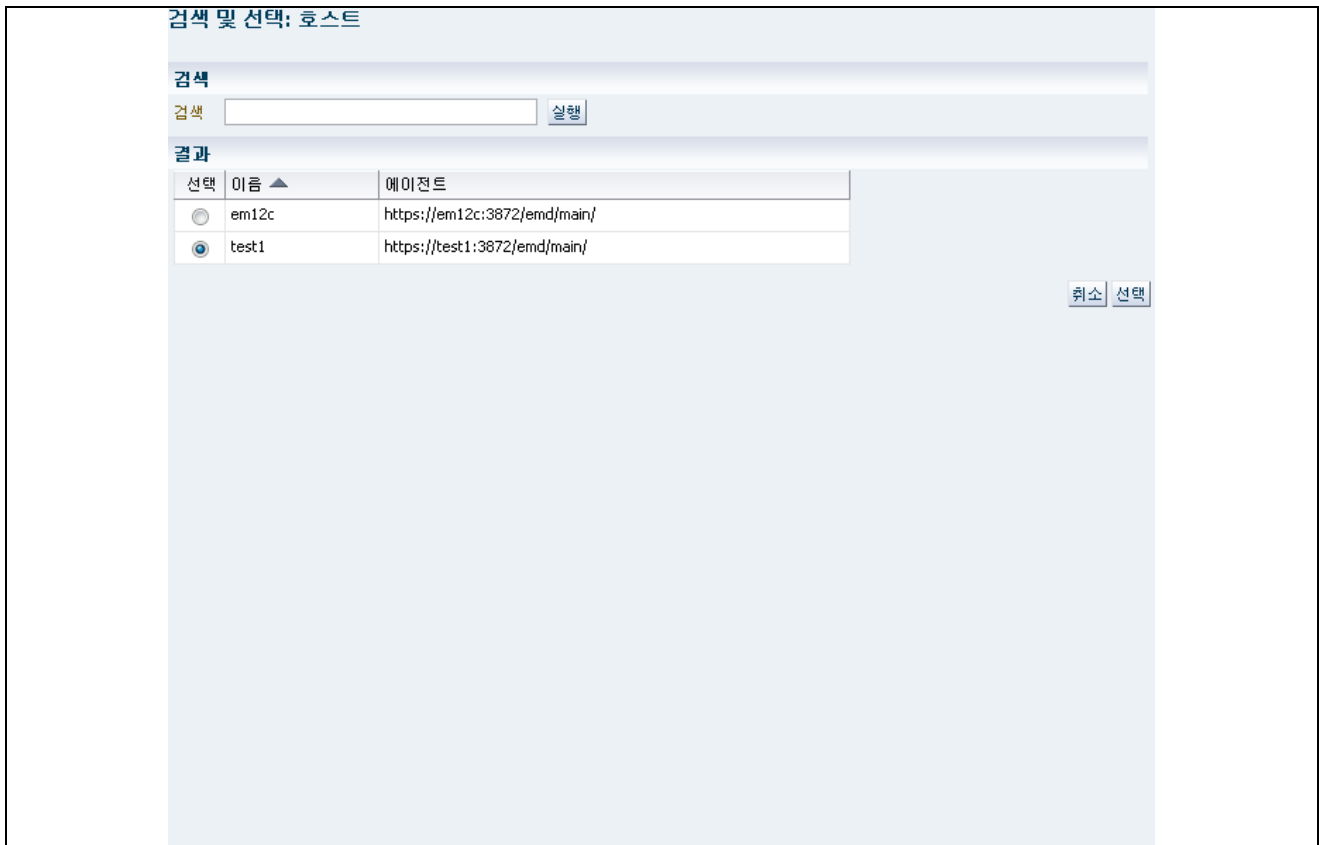 검색 및 선택: 호스트
검색
검색 실행
결과
선택 이름 에이전트
em12c https://em12c:3872/emd/main/
test1 https://test1:3872/emd/main/
취소 선택